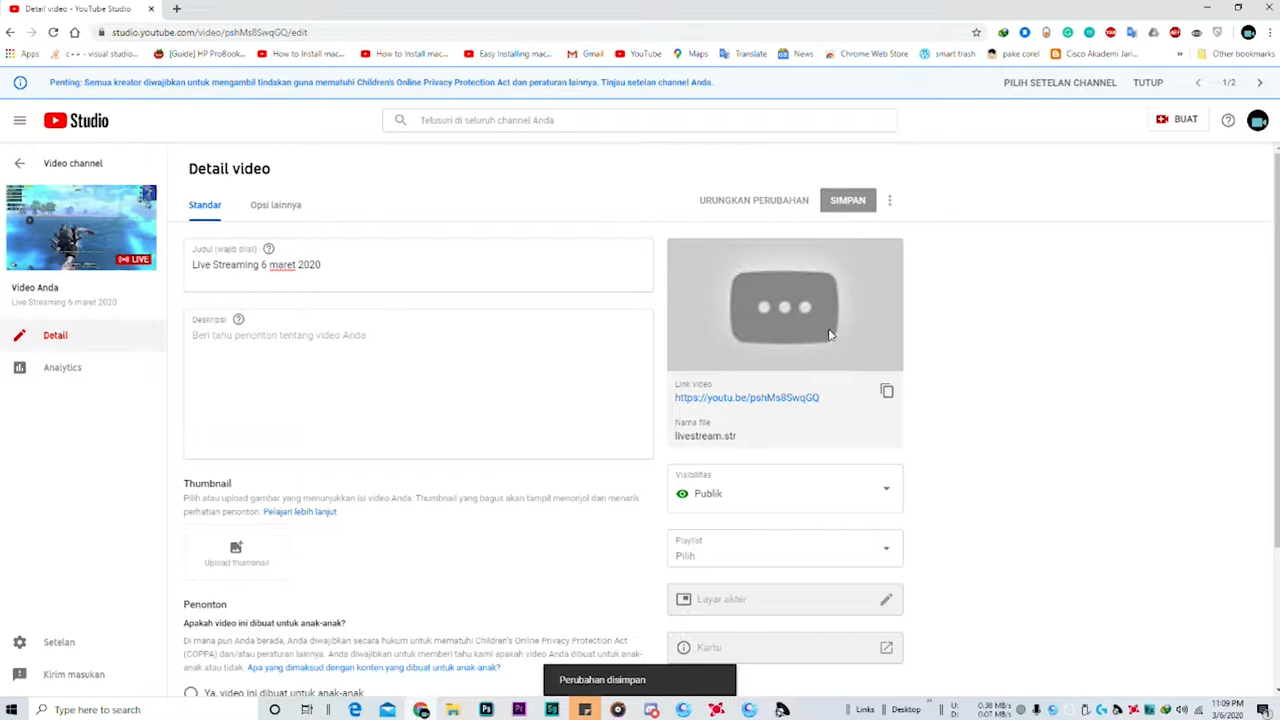 Detail video - YouTube Studio
studio.youtube.com/video/pshMs8SwqGQ/edit
Apps
c++ - visual studio...
[Guide] HP ProBook...
How to Install mac...
How to Install mac...
Easy Installing mac...
Gmail
YouTube
Maps
Translate
News
Chrome Web Store
smart trash
pake corel
Cisco Akademi Jari...
»
Other bookmarks
Penting: Semua kreator diwajibkan untuk mengambil tindakan guna mematuhi Children's Online Privacy Protection Act dan peraturan lainnya. Tinjau setelan channel Anda.
PILIH SETELAN CHANNEL
TUTUP
1/2
Studio
Telusuri di seluruh channel Anda
BUAT
Video channel
Detail video
Standar
Opsi lainnya
URUNGKAN PERUBAHAN
SIMPAN
LIVE
Video Anda
Live Streaming 6 maret 2020
Detail
Analytics
Judul (wajib diisi)
Live Streaming 6 maret 2020
Deskripsi
Beri tahu penonton tentang video Anda
Link video
https://youtu.be/pshMs8SwqGQ
Nama file
livestream.str
Visibilitas
Publik
Playlist
Pilih
Layar akhir
Kartu
Thumbnail
Pilih atau upload gambar yang menunjukkan isi video Anda. Thumbnail yang bagus akan tampil menonjol dan menarik
perhatian penonton. Pelajari lebih lanjut
Upload thumbnail
Penonton
Apakah video ini dibuat untuk anak-anak?
Di mana pun Anda berada, Anda diwajibkan secara hukum untuk mematuhi Children's Online Privacy Protection Act
(COPPA) dan/atau peraturan lainnya. Anda diwajibkan untuk memberi tahu kami apakah video Anda dibuat untuk anak-
anak atau tidak. Apa yang dimaksud dengan konten yang dibuat untuk anak-anak?
Ya, video ini dibuat untuk anak-anak
Setelan
Kirim masukan
Perubahan disimpan
Type here to search
Links
Desktop
»
U: 0.38 MB/s
D: 0.07 MB/s
11:09 PM
3/6/2020